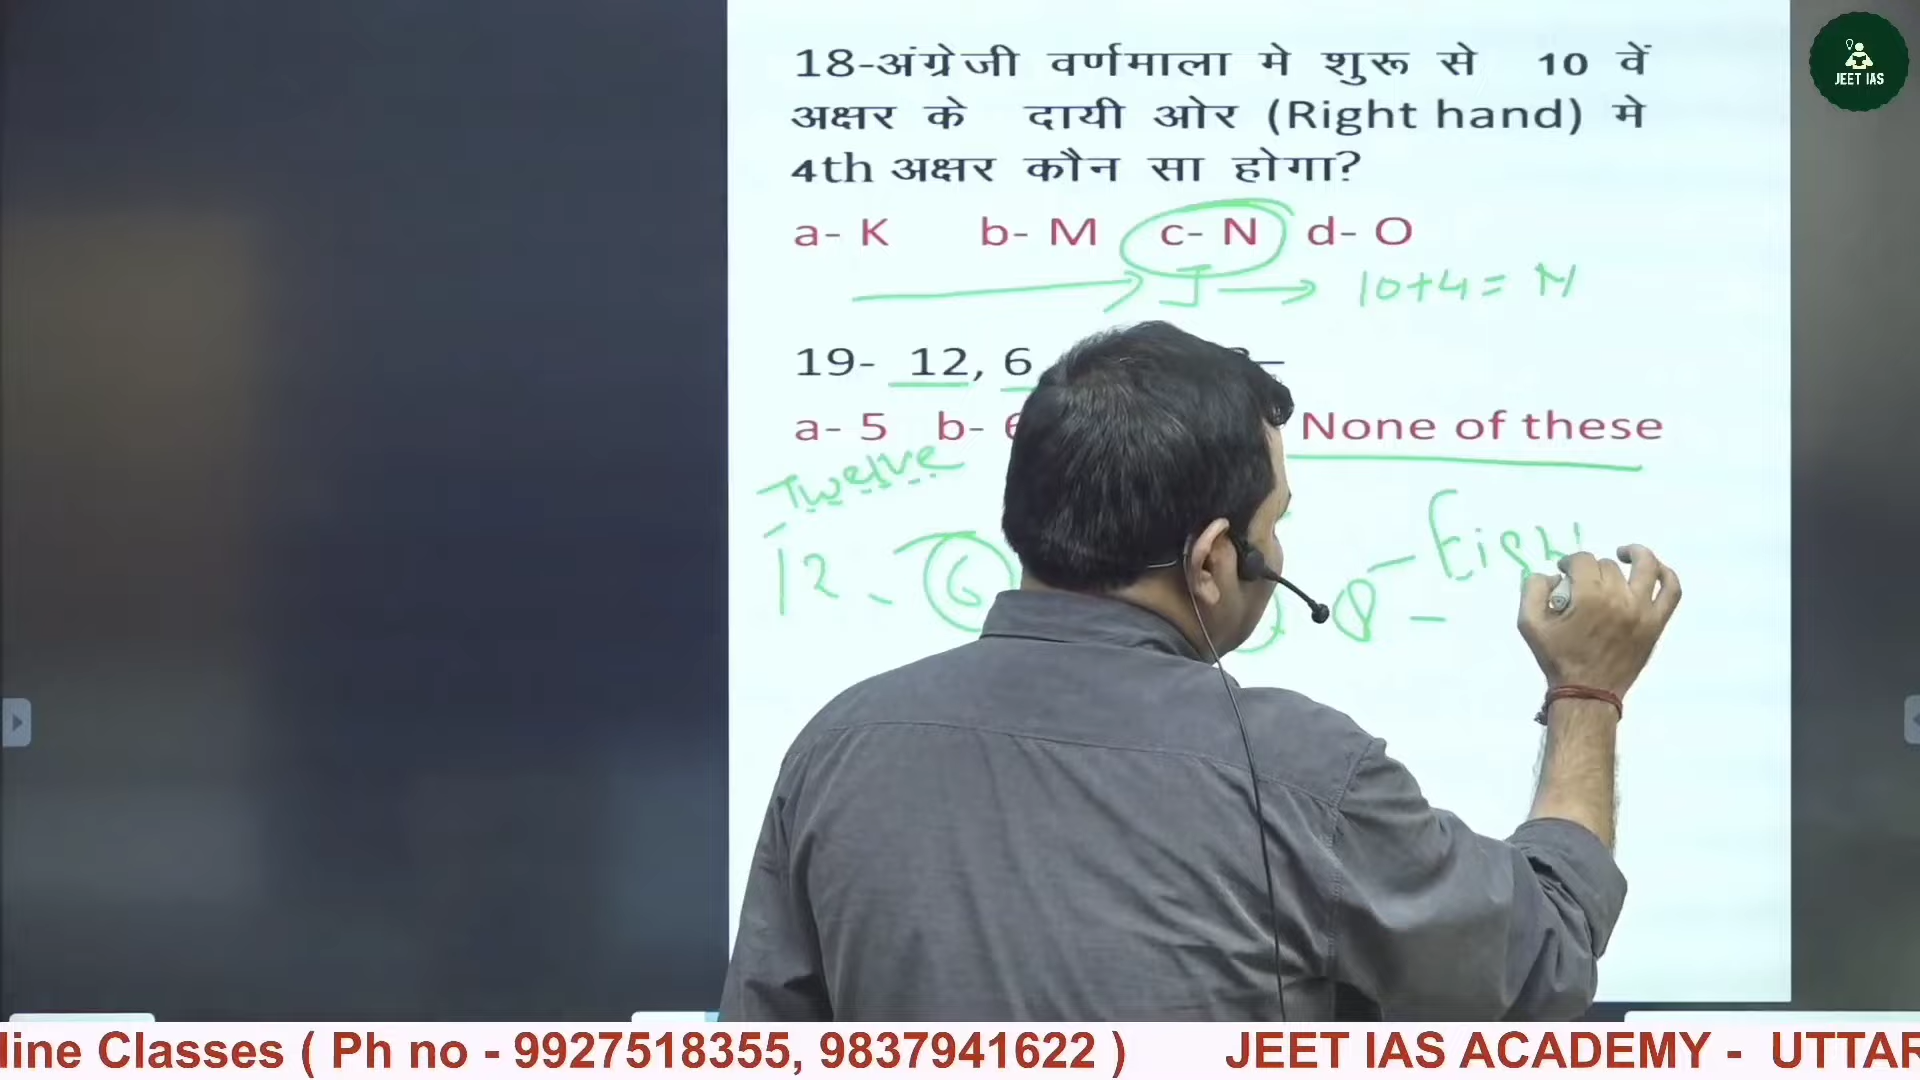 18-अंग्रेजी वर्णमाला मे शुरू से 10 वें
अक्षर के दायी ओर (Right hand) मे
4th अक्षर कौन सा होगा?
a- K b- M c- N d- O
J 10+4= N
19- 12, 6
a- 5 b- None of these
Twelve
12 6 8 - Eigh
JEET IAS
line Classes ( Ph no - 9927518355, 9837941622 ) JEET IAS ACADEMY - UTTAR